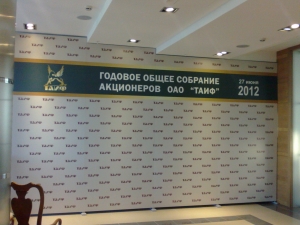 ГОДОВОЕ ОБЩЕЕ СОБРАНИЕ
АКЦИОНЕРОВ ОАО "ТАИФ"
27 июня
2012